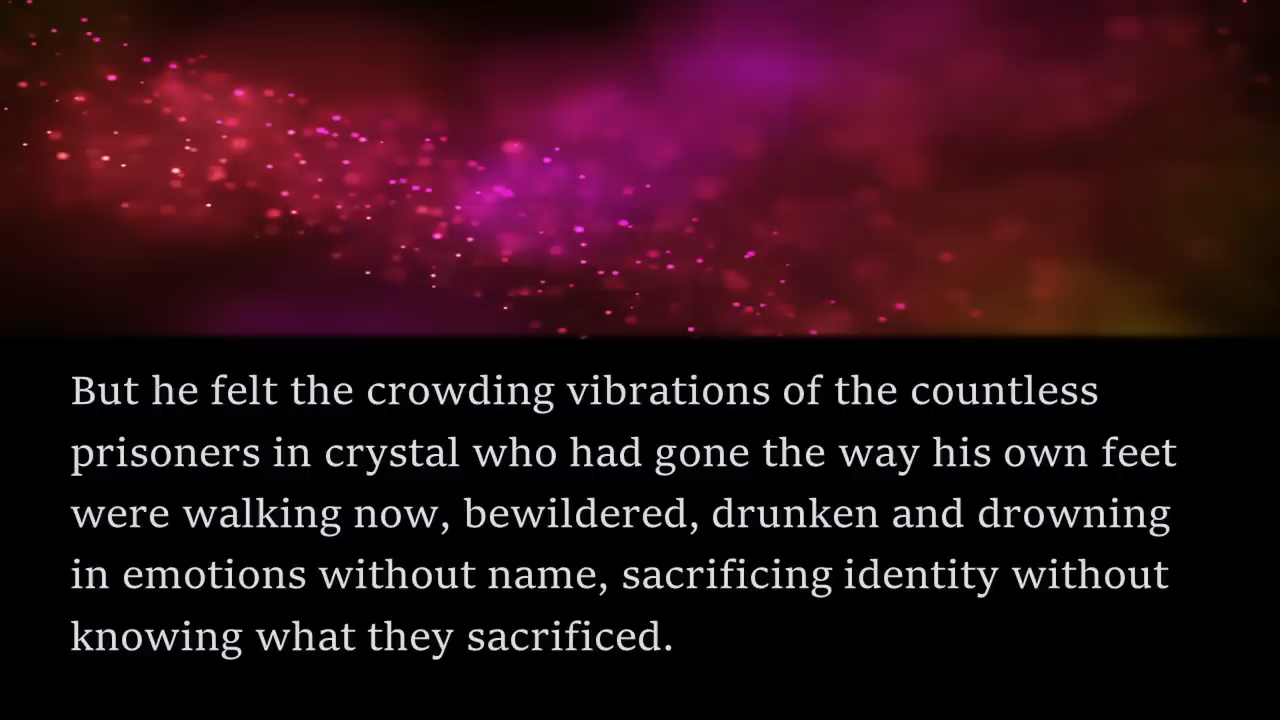 But he felt the crowding vibrations of the countless
prisoners in crystal who had gone the way his own feet
were walking now, bewildered, drunken and drowning
in emotions without name, sacrificing identity without
knowing what they sacrificed.